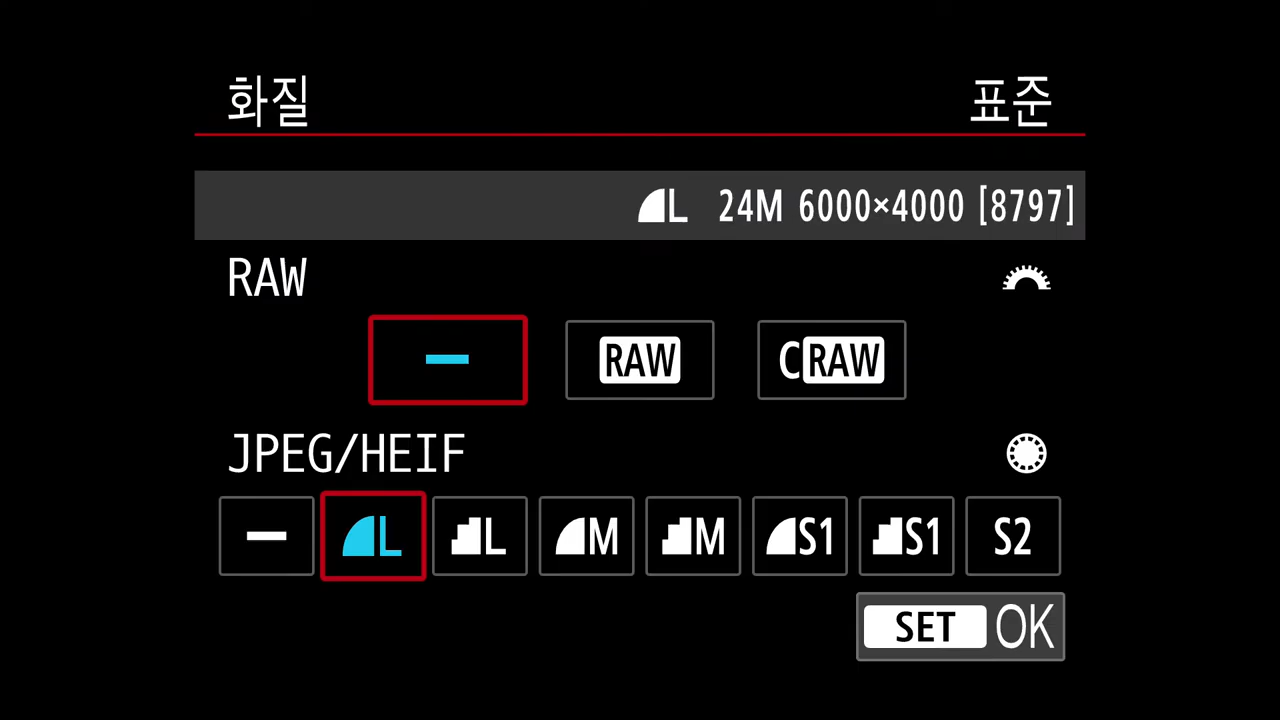 화질 표준
L 24M 6000×4000 [8797]
RAW
— RAW CRAW
JPEG/HEIF
— L L M M S1 S1 S2
SET OK